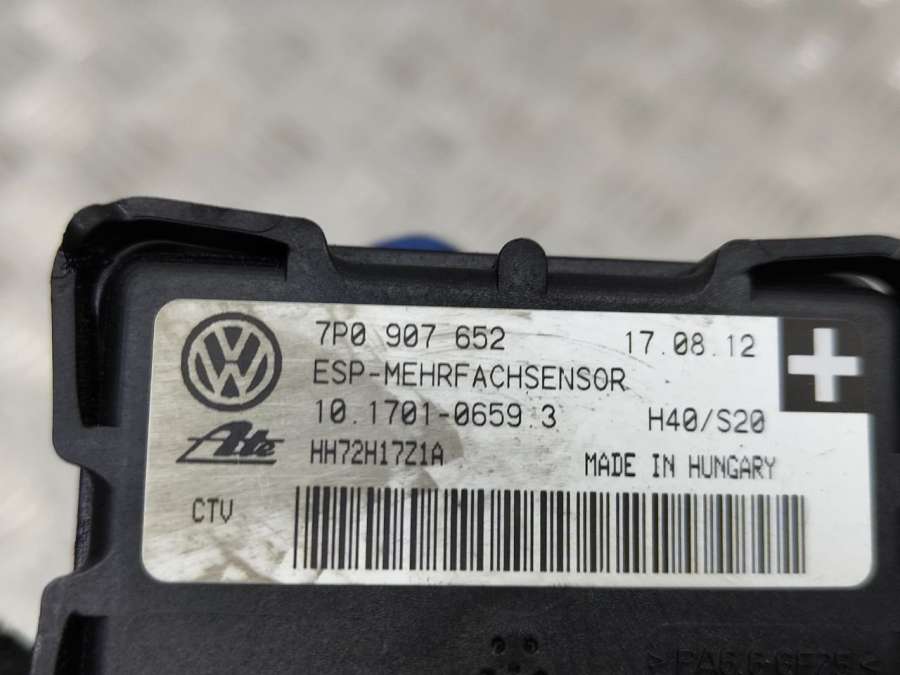 7P0 907 652 17.08.12
ESP-MEHRFACHSENSOR
10.1701-0659.3 H40/S20
Ate HH72H17Z1A MADE IN HUNGARY
CTV